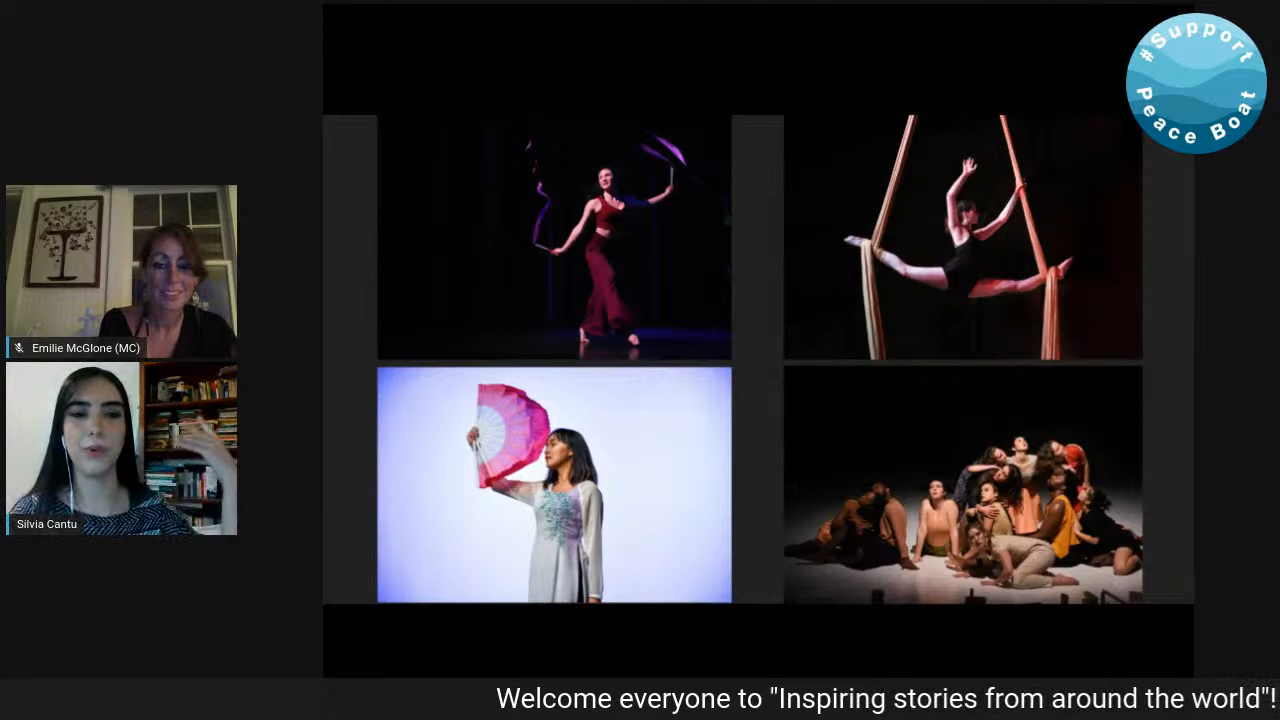 #Support
Peace Boat
Emilie McGlone (MC)
Silvia Cantu
Welcome everyone to "Inspiring stories from around the world"!